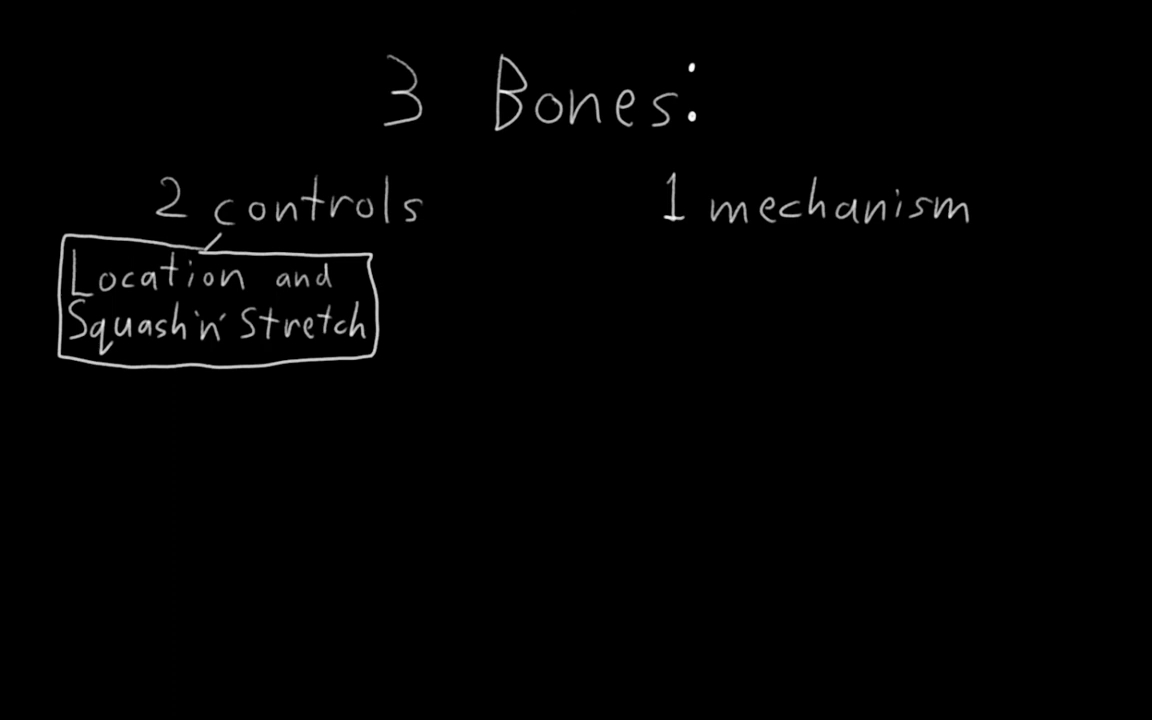 3 Bones:
2 controls
1 mechanism
Location and
Squash'n' Stretch